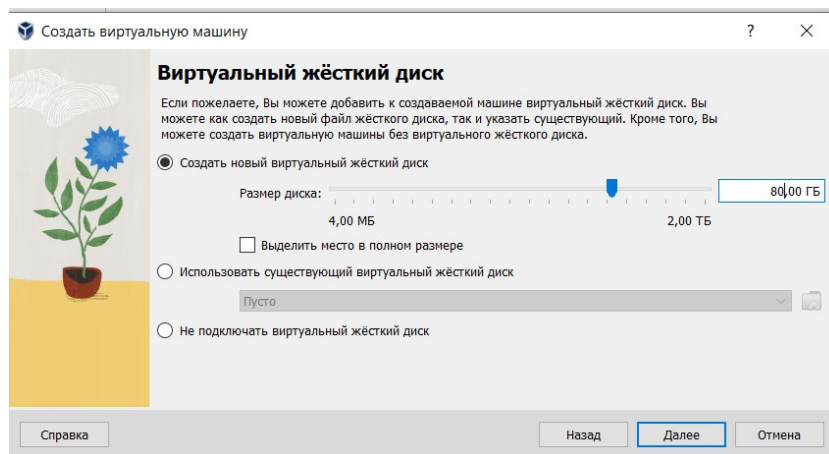 Создать виртуальную машину
?
Виртуальный жёсткий диск
Если пожелаете, Вы можете добавить к создаваемой машине виртуальный жёсткий диск. Вы
можете как создать новый файл жёсткого диска, так и указать существующий. Кроме того, Вы
можете создать виртуальную машины без виртуального жёсткого диска.
Создать новый виртуальный жёсткий диск
Размер диска:
80,00 ГБ
4,00 МБ 2,00 ТБ
Выделить место в полном размере
Использовать существующий виртуальный жёсткий диск
Пусто
Не подключать виртуальный жёсткий диск
Справка Назад Далее Отмена